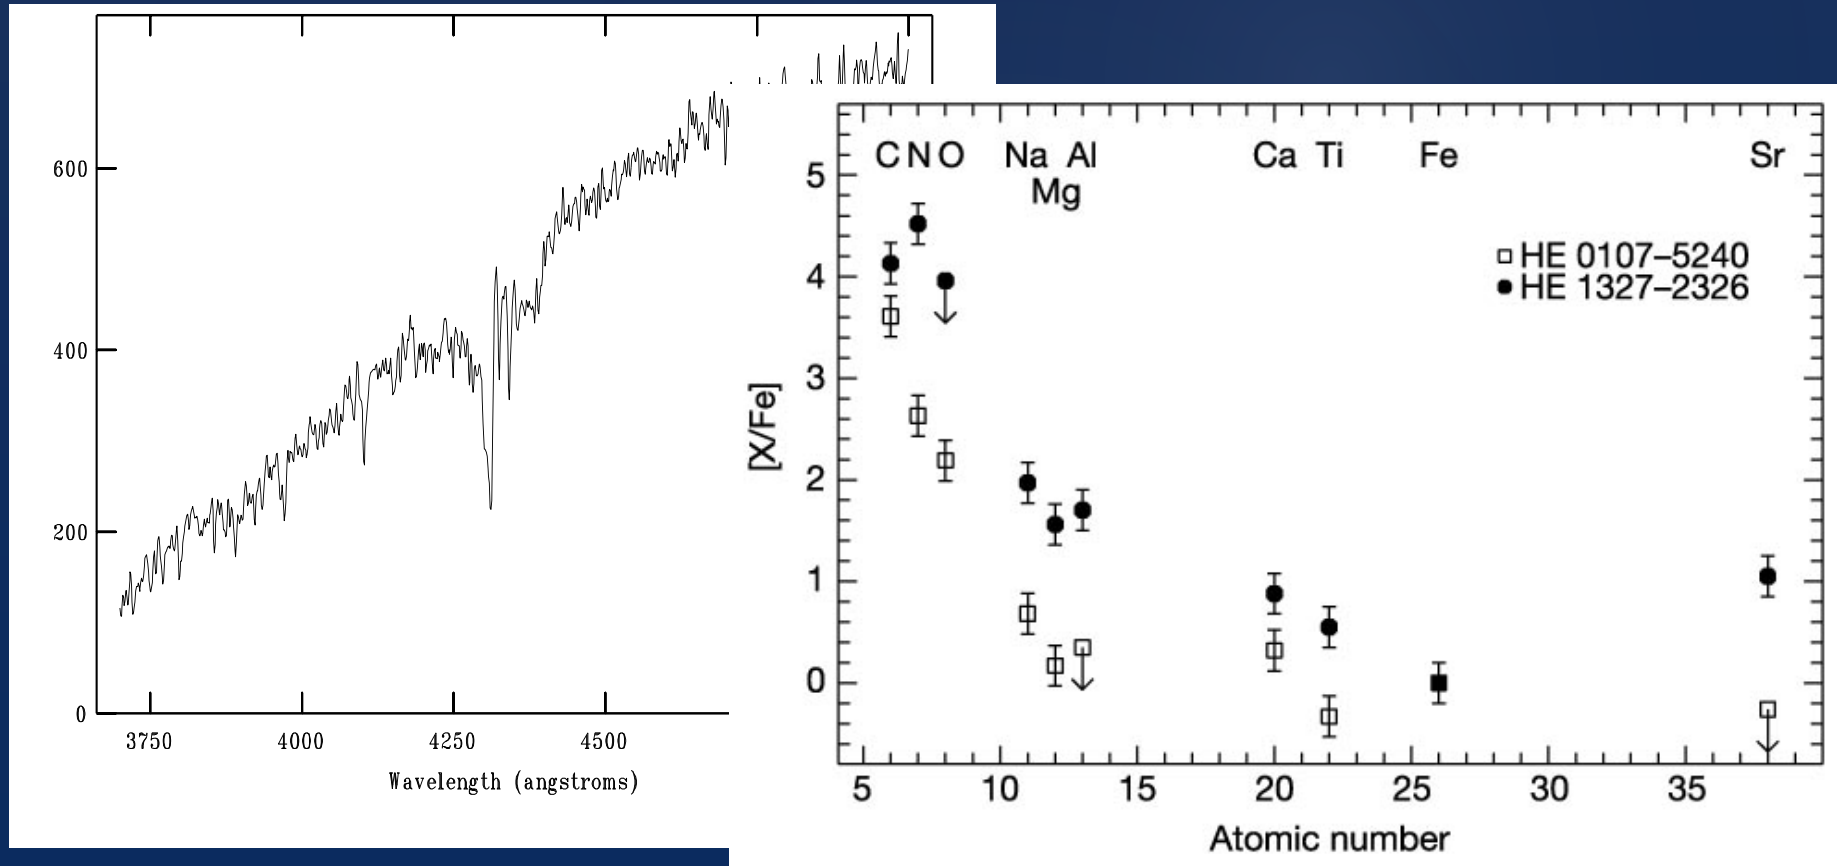 600
400
200
0
3750 4000 4250 4500
Wavelength (angstroms)
C N O Na Al Ca Ti Fe Sr
Mg
5
4
3
2
1
0
[X/Fe]
HE 0107–5240
HE 1327–2326
5 10 15 20 25 30 35
Atomic number